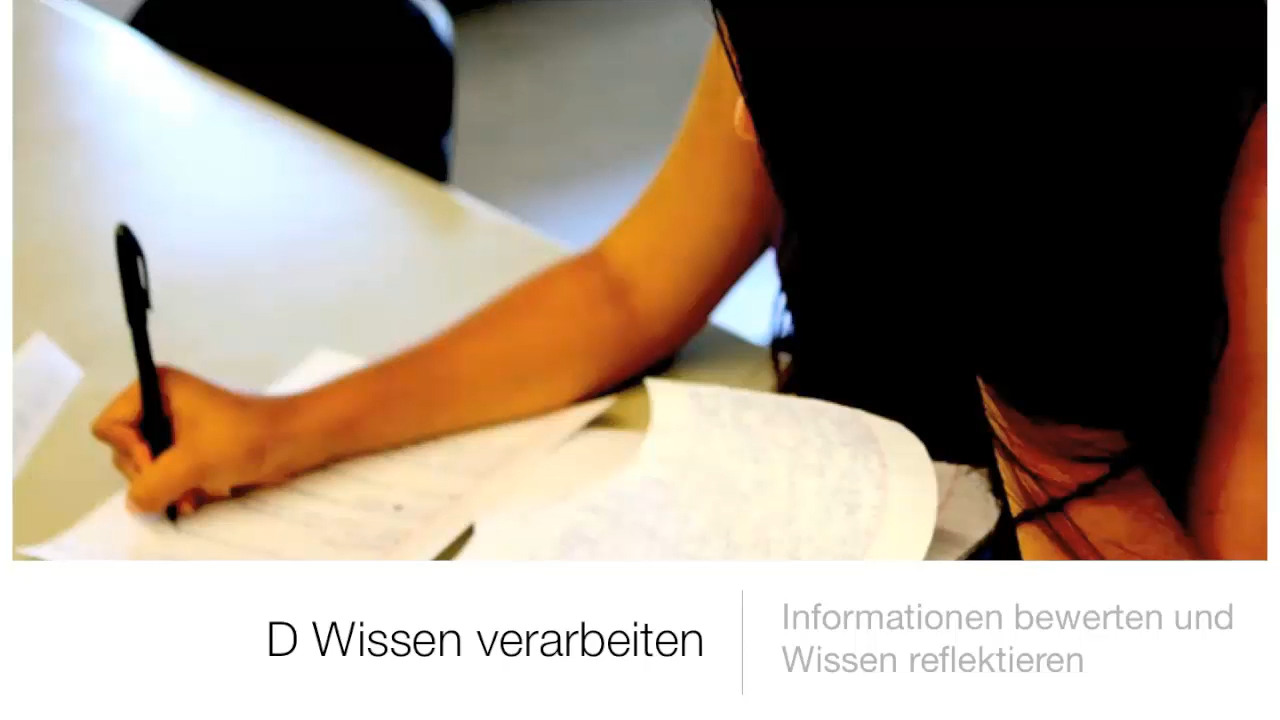 D Wissen verarbeiten
Informationen bewerten und
Wissen reflektieren